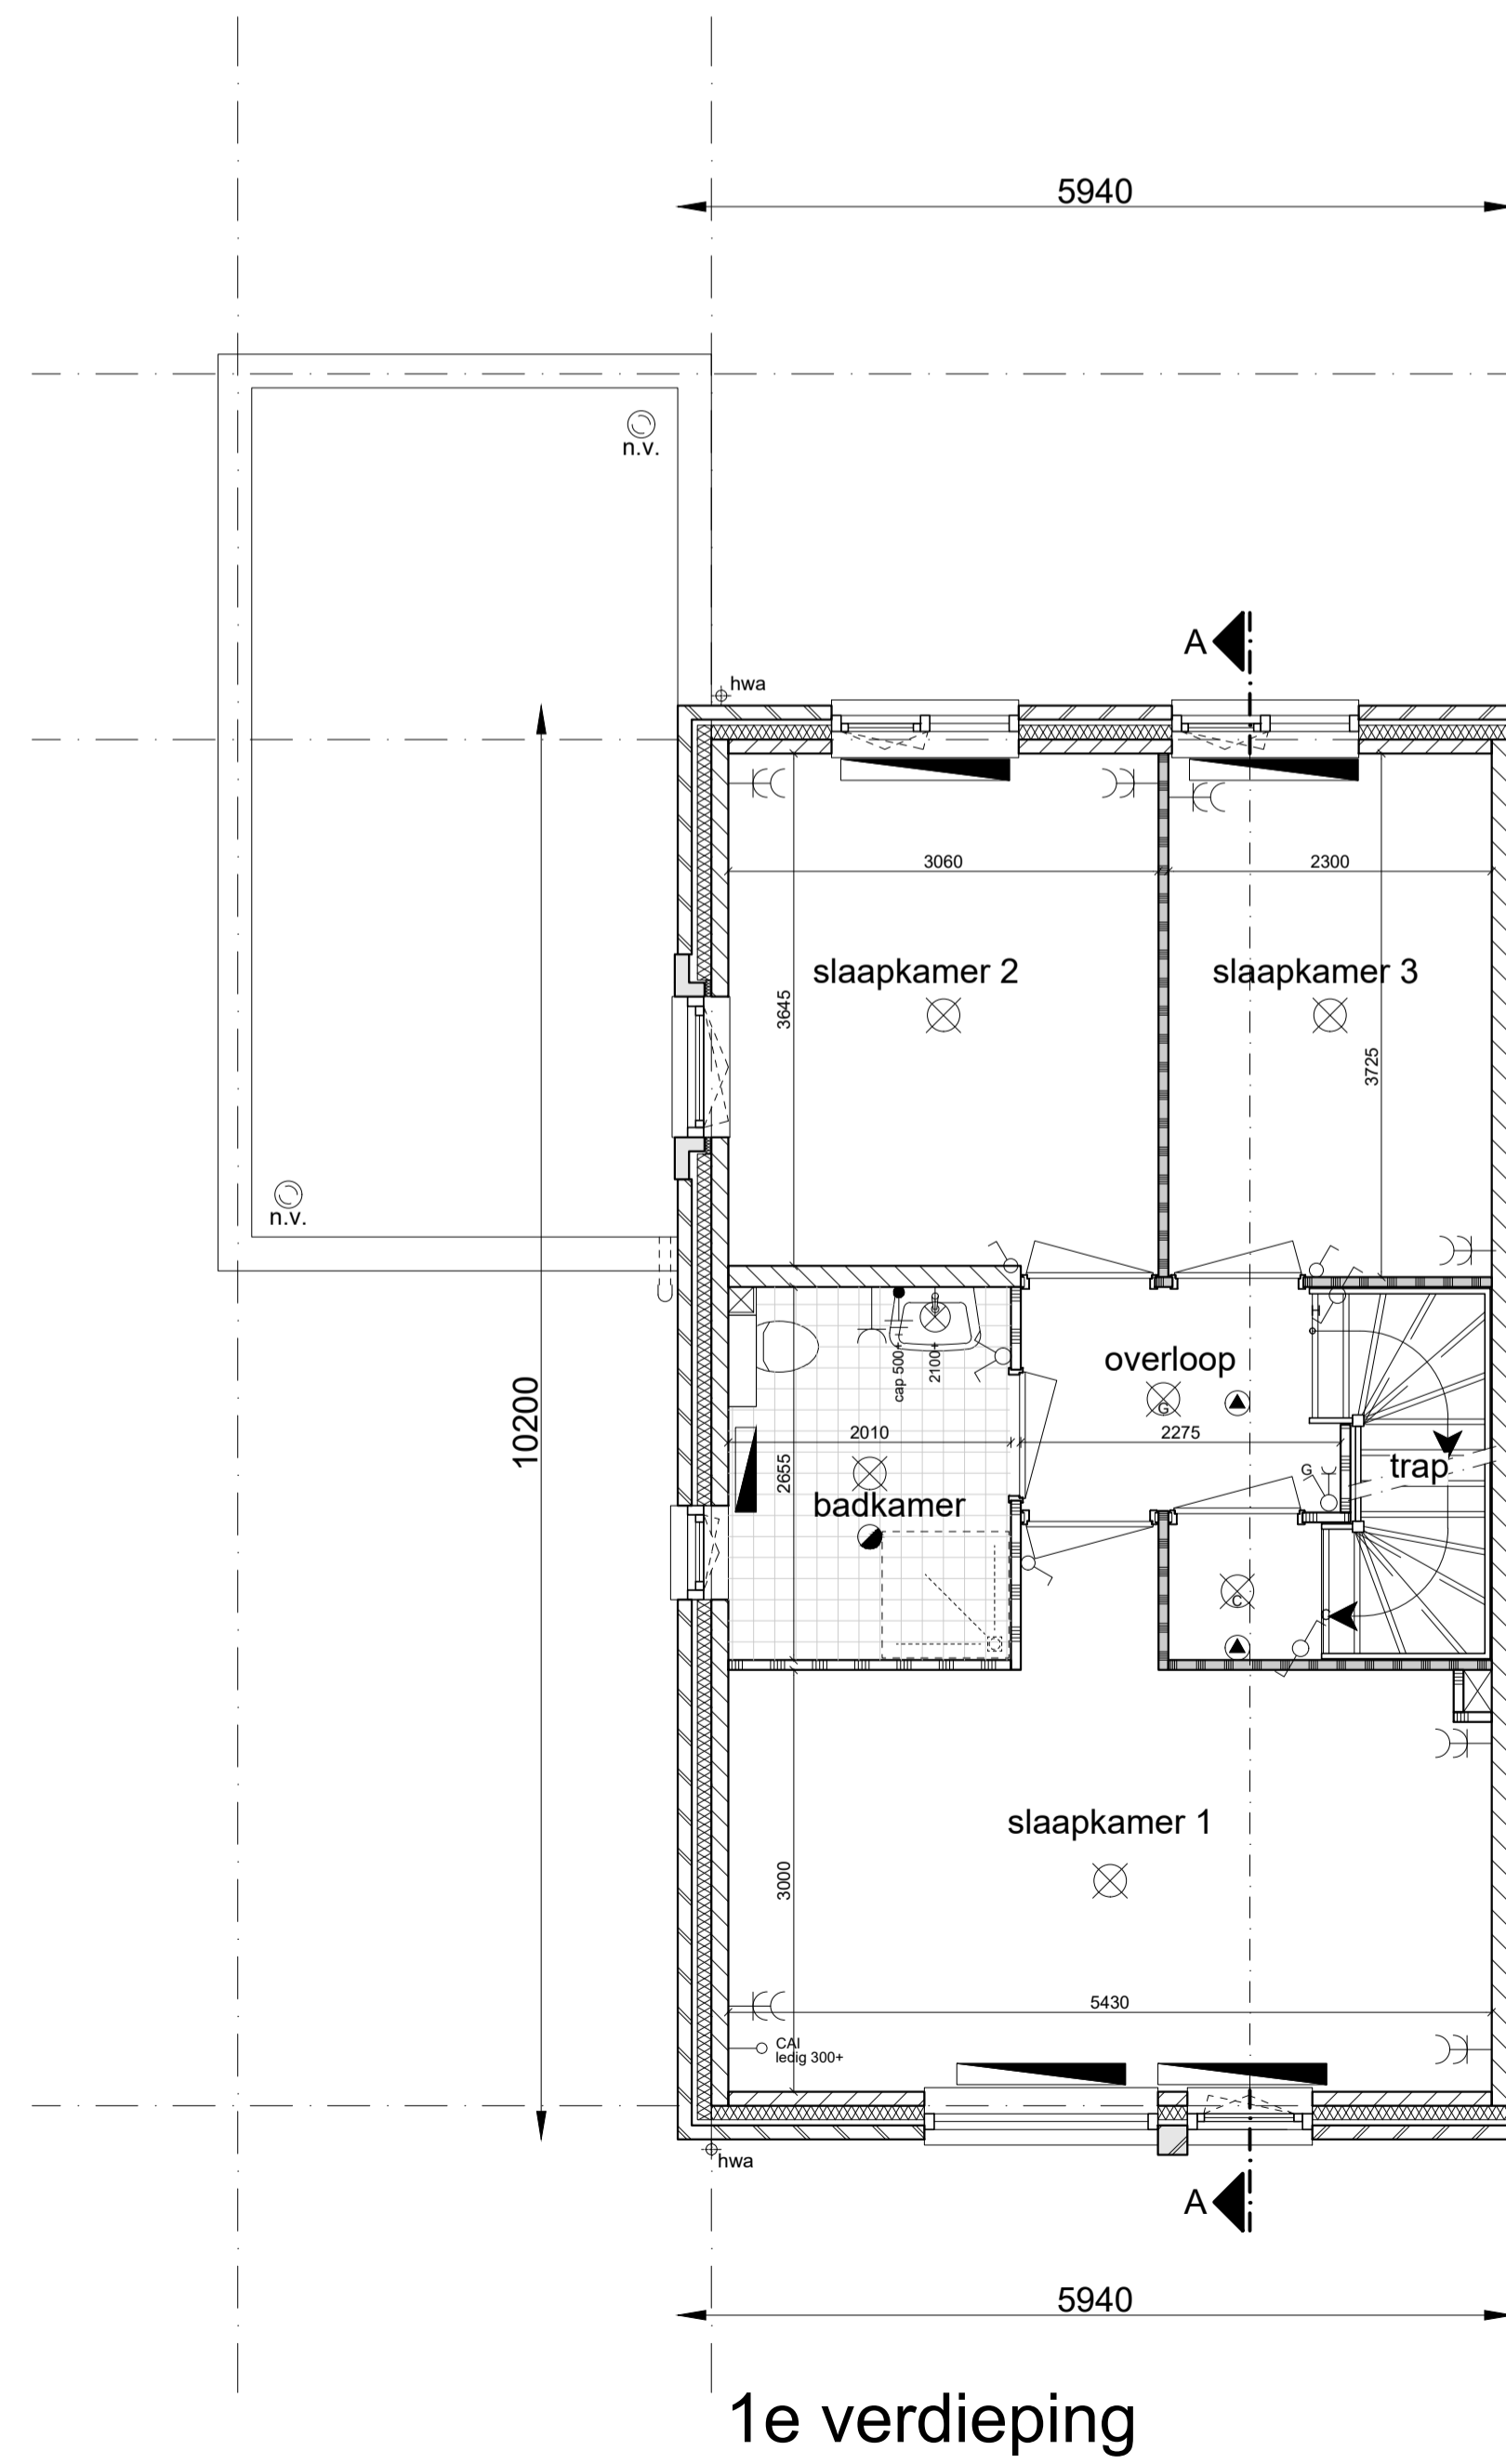 5940
n.v.
A
hwa
3060
2300
slaapkamer 2
slaapkamer 3
3645
3725
n.v.
H
overloop
cap 500+
2100+
G
10200
2010
2275
2655
G
trap
badkamer
C
slaapkamer 1
3000
5430
CAI
ledig 300+
hwa
A
5940
1e verdieping